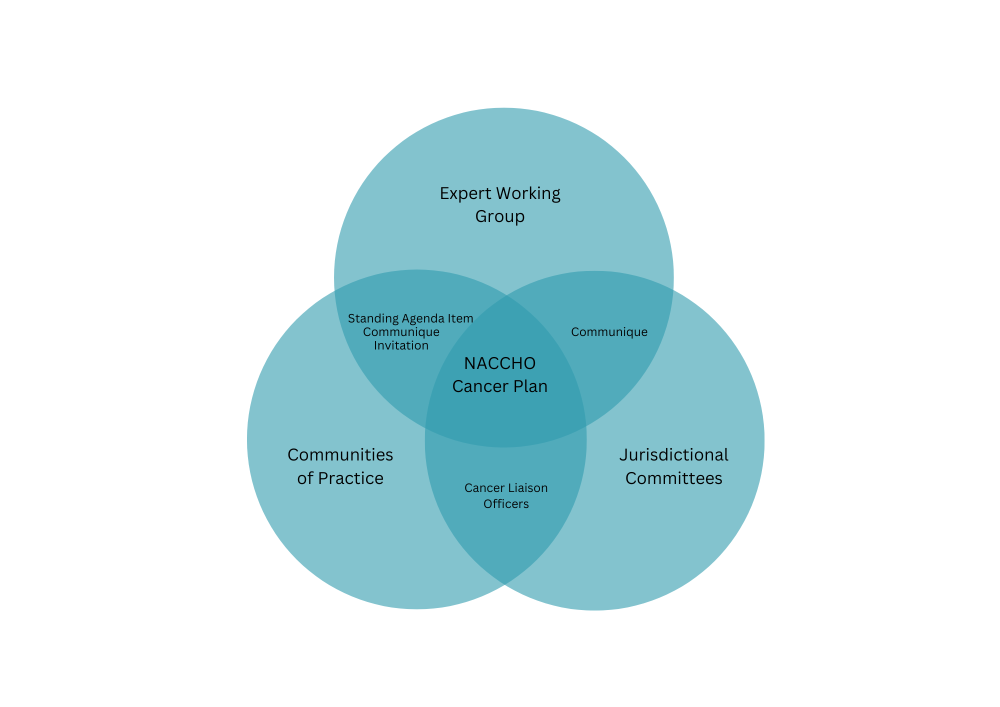 Expert Working
Group
Standing Agenda Item
Communique
Invitation
Communique
NACCHO
Cancer Plan
Communities
of Practice
Jurisdictional
Committees
Cancer Liaison
Officers